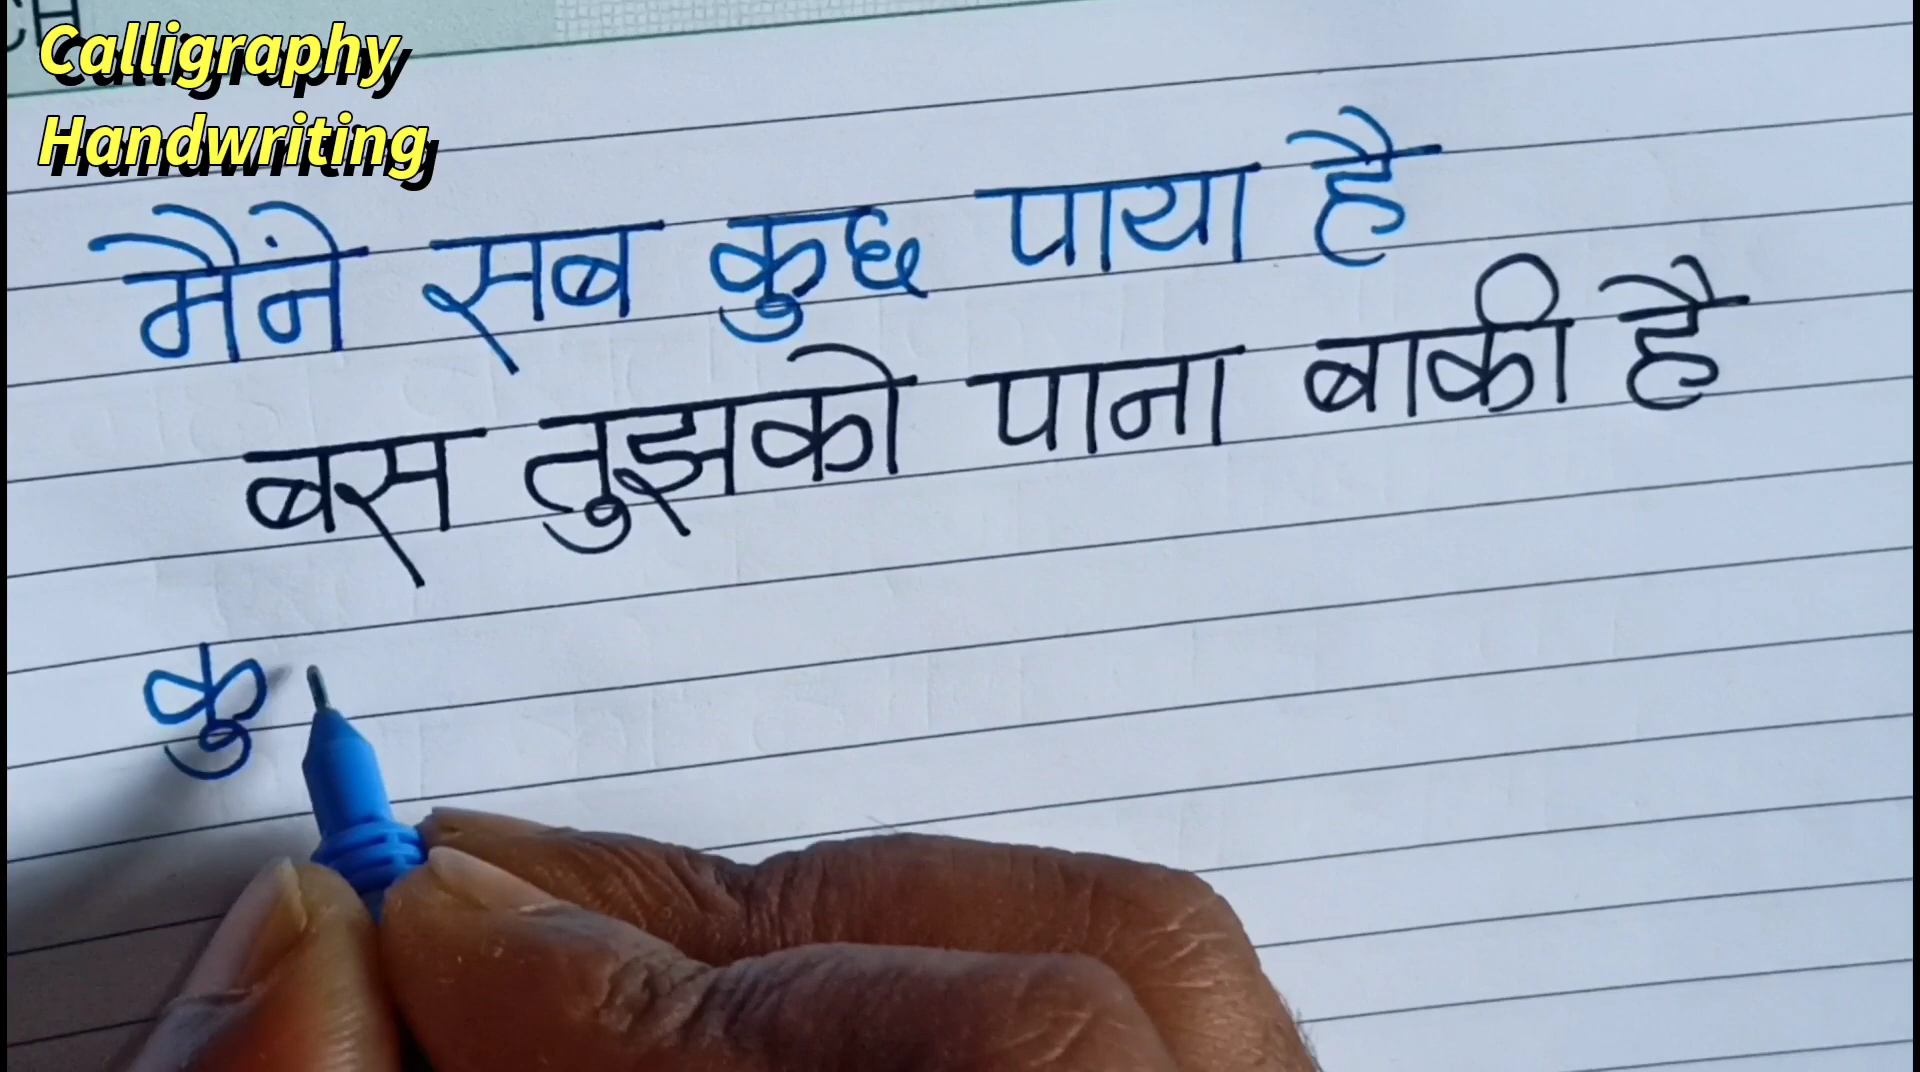 Calligraphy
Handwriting
मैंने सब कुछ पाया है
बस तुझको पाना बाकी है
कु